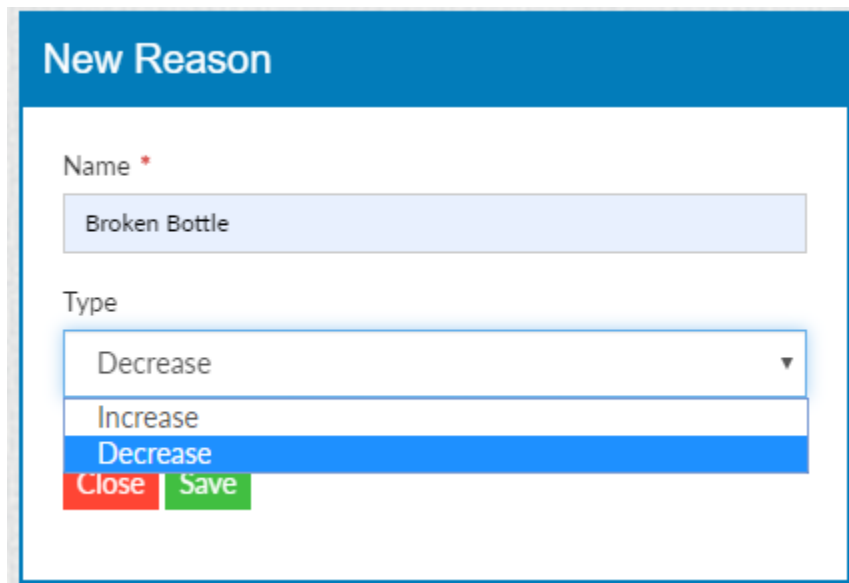 New Reason
Name *
Broken Bottle
Type
Decrease
Increase
Decrease
Close Save